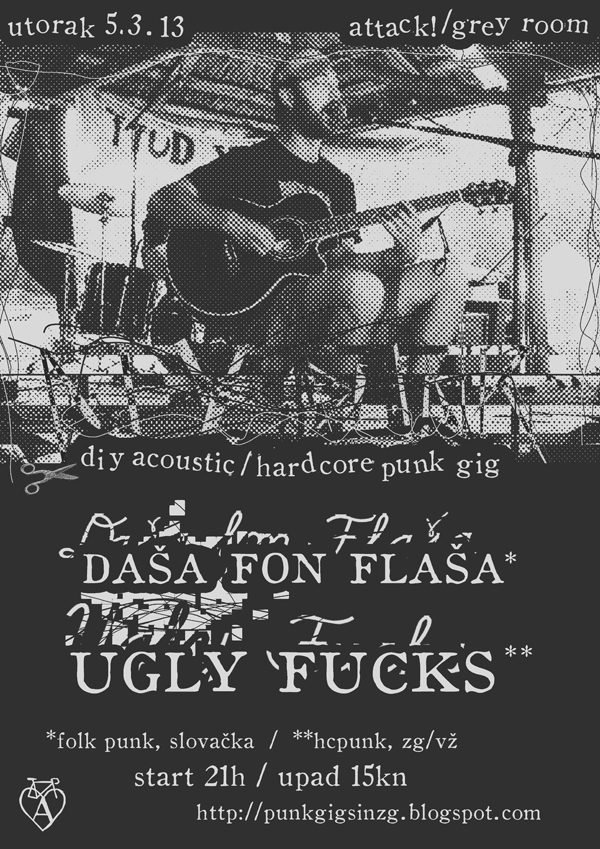 utorak 5.3.13
attack!/grey room
diy acoustic/hardcore punk gig
DAŠA FON FLAŠA*
UGLY FUCKS**
*folk punk, slovačka / **hcpunk, zg/vž
start 21h / upad 15kn
A
http://punkgigsinzg.blogspot.com